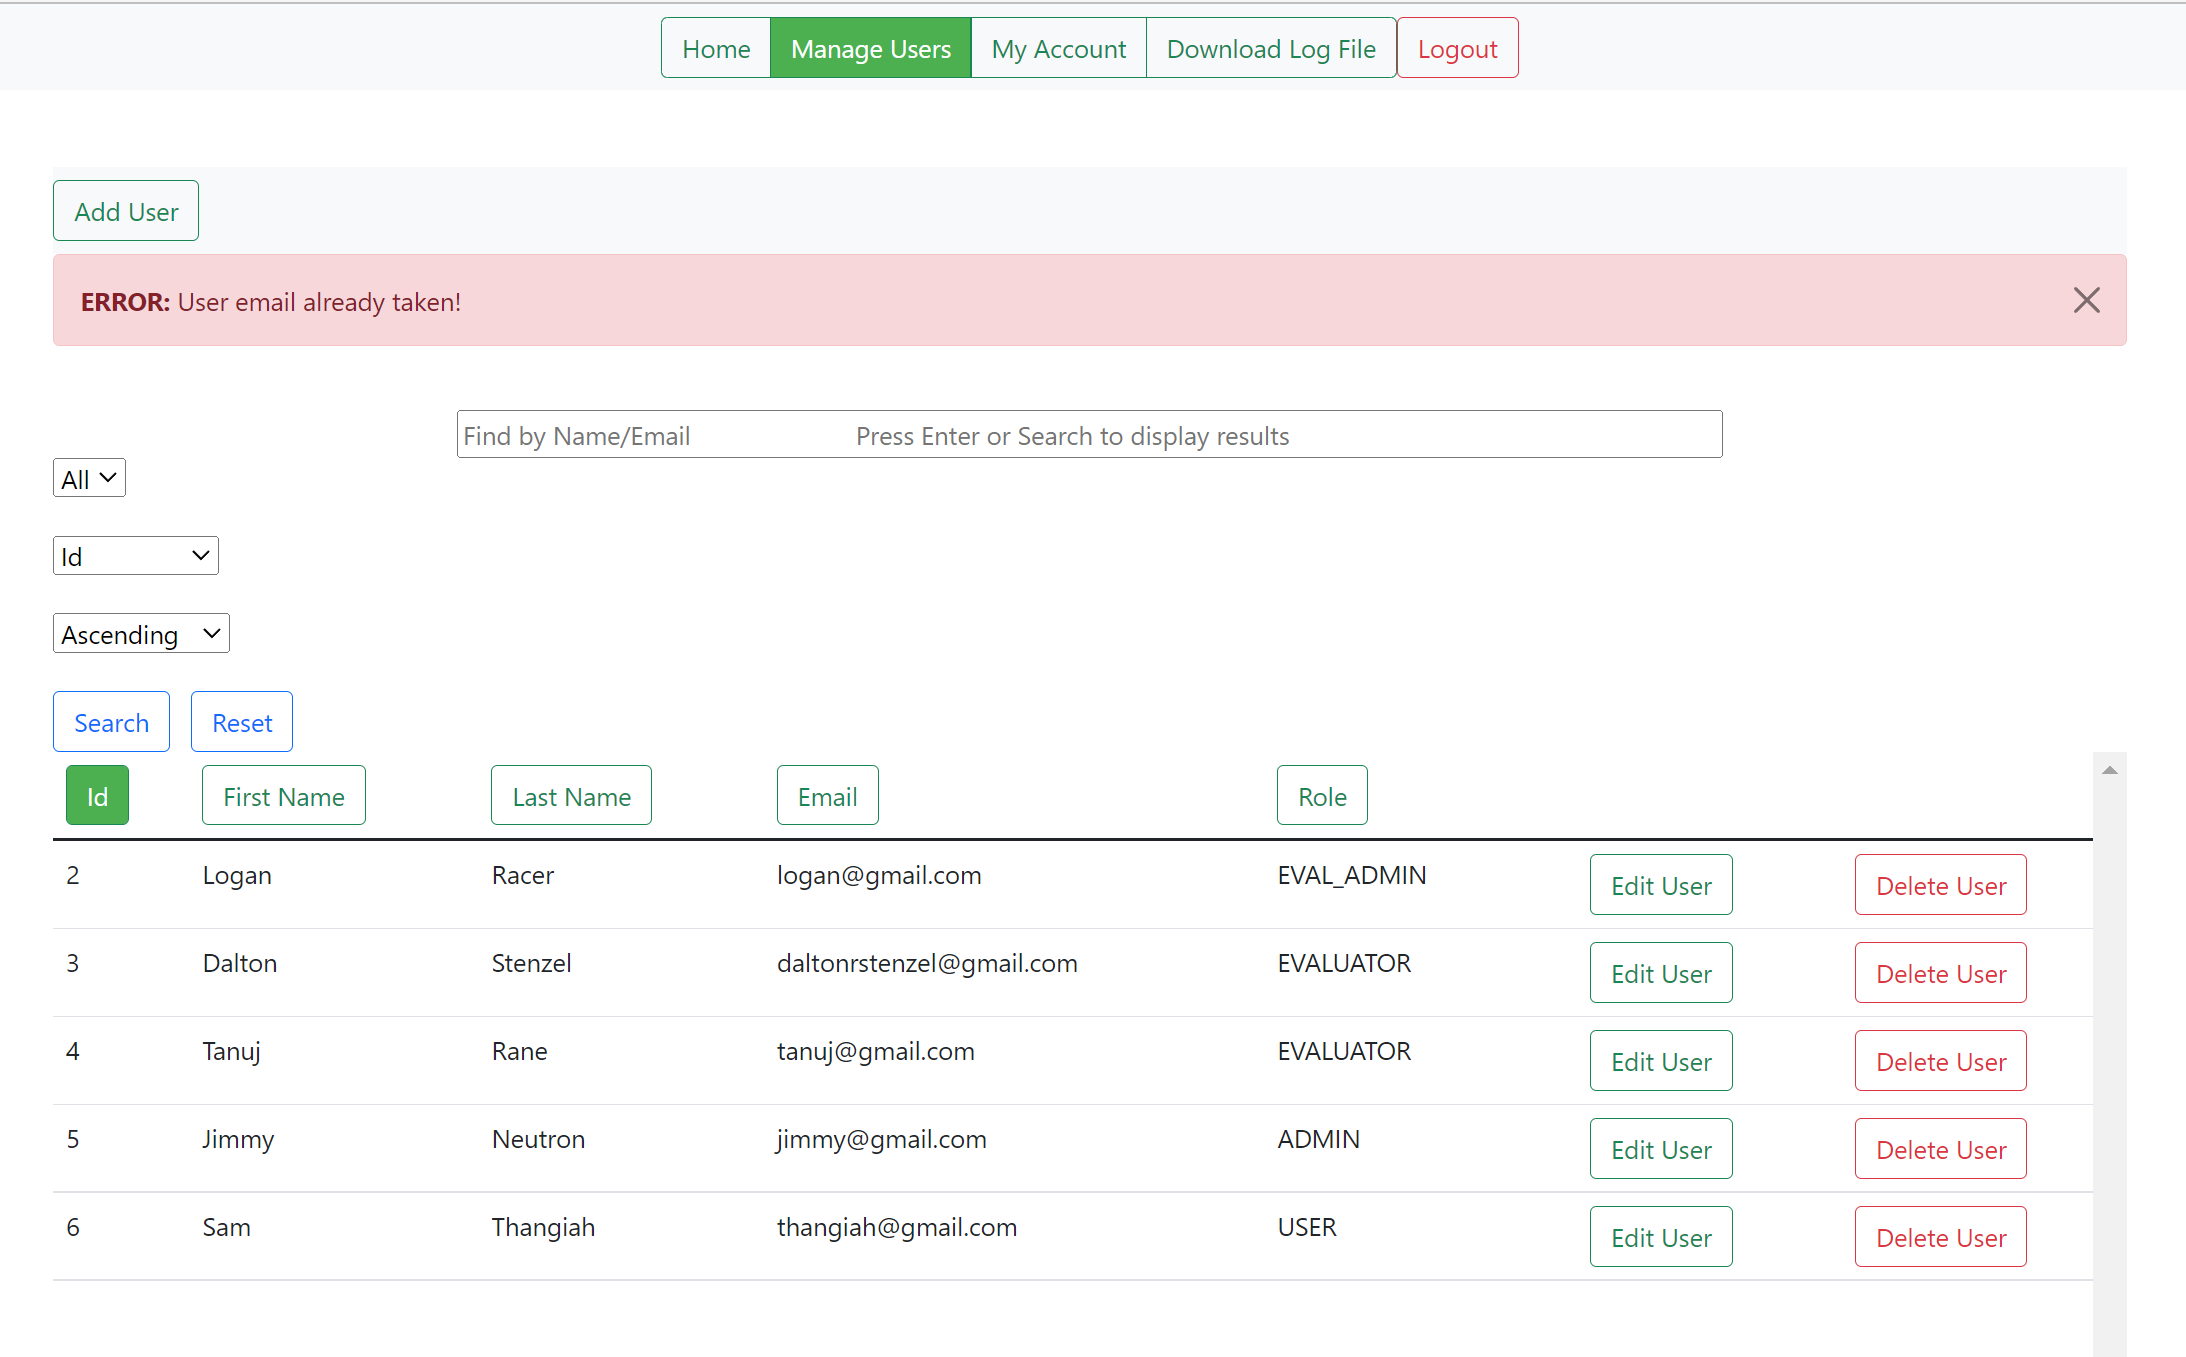 Home Manage Users My Account Download Log File Logout
Add User
ERROR: User email already taken!
Find by Name/Email Press Enter or Search to display results
All
Id
Ascending
Search Reset
Id First Name Last Name Email Role
2 Logan Racer logan@gmail.com EVAL_ADMIN Edit User Delete User
3 Dalton Stenzel daltonrstenzel@gmail.com EVALUATOR Edit User Delete User
4 Tanuj Rane tanuj@gmail.com EVALUATOR Edit User Delete User
5 Jimmy Neutron jimmy@gmail.com ADMIN Edit User Delete User
6 Sam Thangiah thangiah@gmail.com USER Edit User Delete User